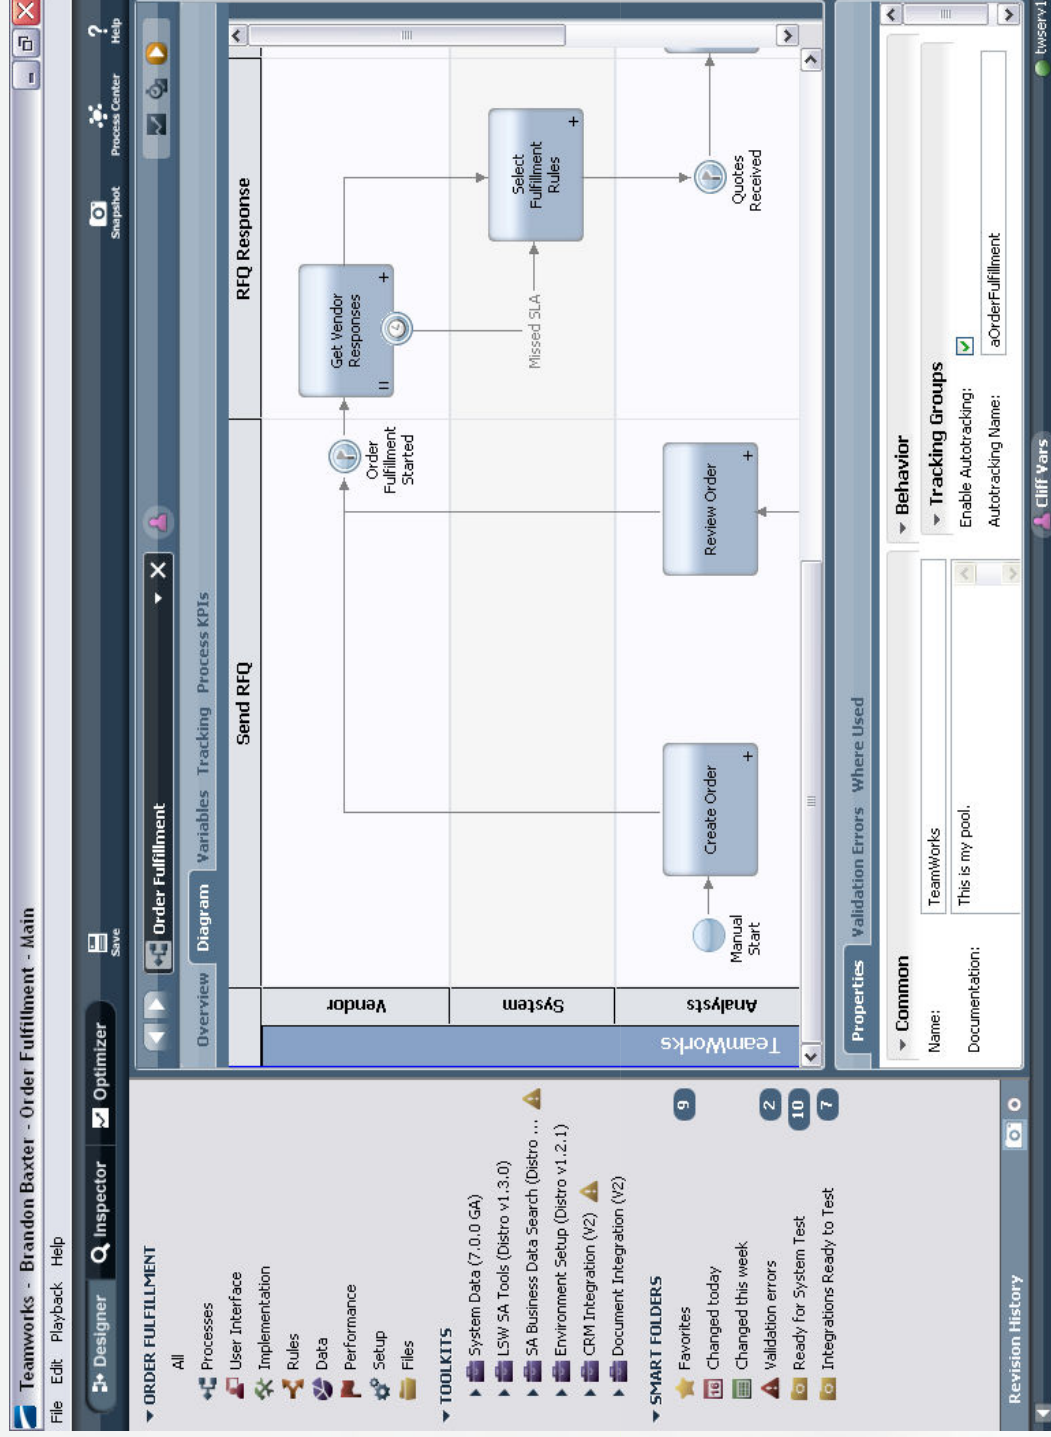 Teamworks - Brandon Baxter - Order Fulfillment - Main
File Edit Playback Help
Designer Inspector Optimizer
Save
Snapshot
Process Center
Help
ORDER FULFILLMENT
All
Processes
User Interface
Implementation
Rules
Data
Performance
Setup
Files
TOOLKITS
System Data (7.0.0 GA)
LSW SA Tools (Distro v1.3.0)
SA Business Data Search (Distro ...
Environment Setup (Distro v1.2.1)
CRM Integration (V2)
Document Integration (V2)
SMART FOLDERS
Favorites 9
Changed today
Changed this week
Validation errors 2
Ready for System Test 10
Integrations Ready to Test 7
Revision History
Order Fulfillment
Overview Diagram Variables Tracking Process KPIs
Send RFQ
RFQ Response
TeamWorks
Vendor
System
Analysts
Order
Fulfillment
Started
Get Vendor
Responses
Missed SLA
Select
Fulfillment
Rules
Manual
Start
Create Order
Review Order
Quotes
Received
Properties Validation Errors Where Used
Common
Name: TeamWorks
Documentation: This is my pool.
Behavior
Tracking Groups
Enable Autotracking:
Autotracking Name: aOrderFulfillment
Cliff Vars
twserv1